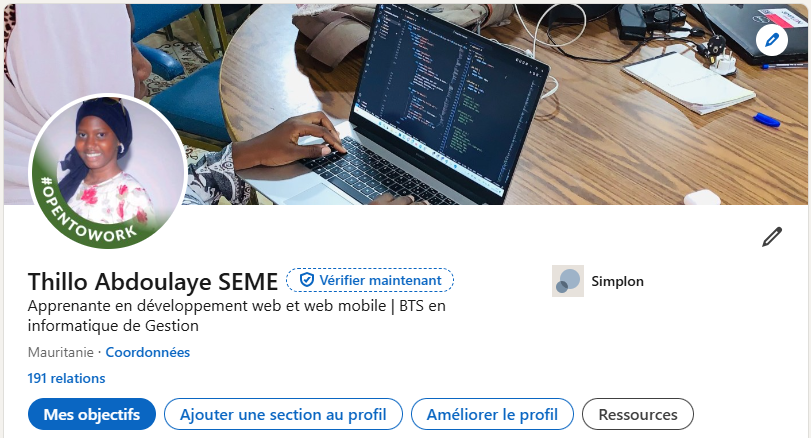 #OPENTOWORK
Thillo Abdoulaye SEME
Vérifier maintenant
Simplon
Apprenante en développement web et web mobile | BTS en
informatique de Gestion
Mauritanie · Coordonnées
191 relations
Mes objectifs
Ajouter une section au profil
Améliorer le profil
Ressources